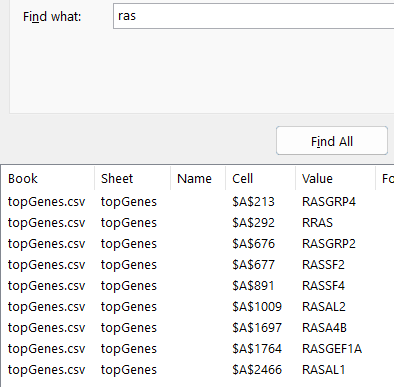 Find what: ras
Find All
Book Sheet Name Cell Value Fo
topGenes.csv topGenes $A$213 RASGRP4
topGenes.csv topGenes $A$292 RRAS
topGenes.csv topGenes $A$676 RASGRP2
topGenes.csv topGenes $A$677 RASSF2
topGenes.csv topGenes $A$891 RASSF4
topGenes.csv topGenes $A$1009 RASAL2
topGenes.csv topGenes $A$1697 RASA4B
topGenes.csv topGenes $A$1764 RASGEF1A
topGenes.csv topGenes $A$2466 RASAL1